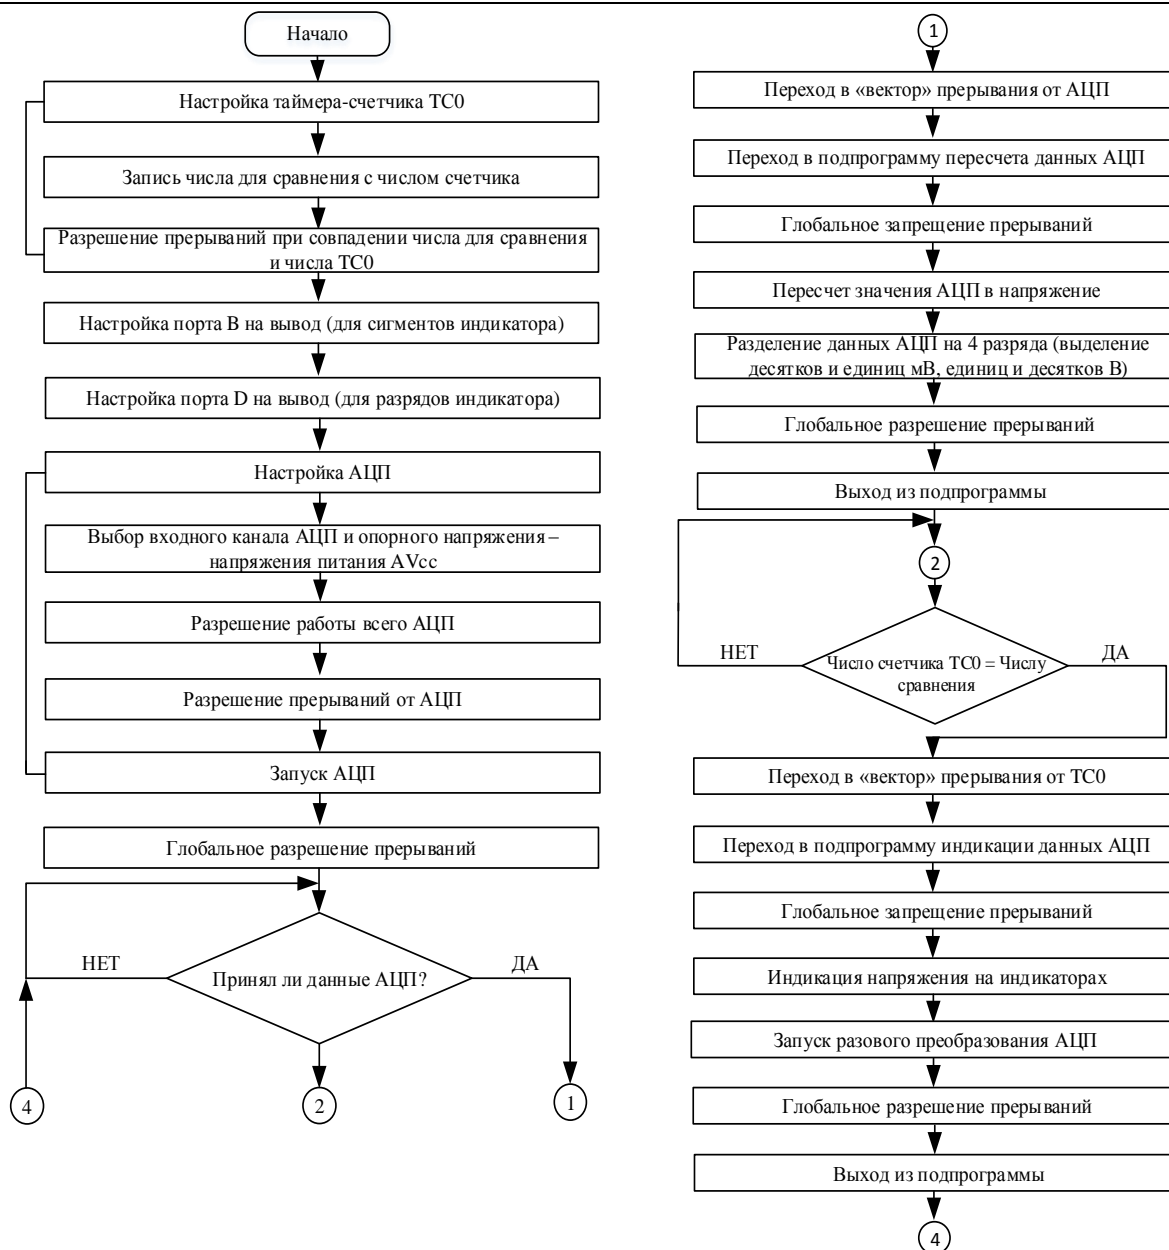 Начало
Настройка таймера-счетчика ТС0
Запись числа для сравнения с числом счетчика
Разрешение прерываний при совпадении числа для сравнения
и числа ТС0
Настройка порта B на вывод (для сигментов индикатора)
Настройка порта D на вывод (для разрядов индикатора)
Настройка АЦП
Выбор входного канала АЦП и опорного напряжения –
напряжения питания AVcc
Разрешение работы всего АЦП
Разрешение прерываний от АЦП
Запуск АЦП
Глобальное разрешение прерываний
НЕТ
Принял ли данные АЦП?
ДА
4
2
1
1
Переход в «вектор» прерывания от АЦП
Переход в подпрограмму пересчета данных АЦП
Глобальное запрещение прерываний
Пересчет значения АЦП в напряжение
Разделение данных АЦП на 4 разряда (выделение
десятков и единиц мВ, единиц и десятков В)
Глобальное разрешение прерываний
Выход из подпрограммы
2
НЕТ
Число счетчика ТС0 = Числу
сравнения
ДА
Переход в «вектор» прерывания от ТС0
Переход в подпрограмму индикации данных АЦП
Глобальное запрещение прерываний
Индикация напряжения на индикаторах
Запуск разового преобразования АЦП
Глобальное разрешение прерываний
Выход из подпрограммы
4